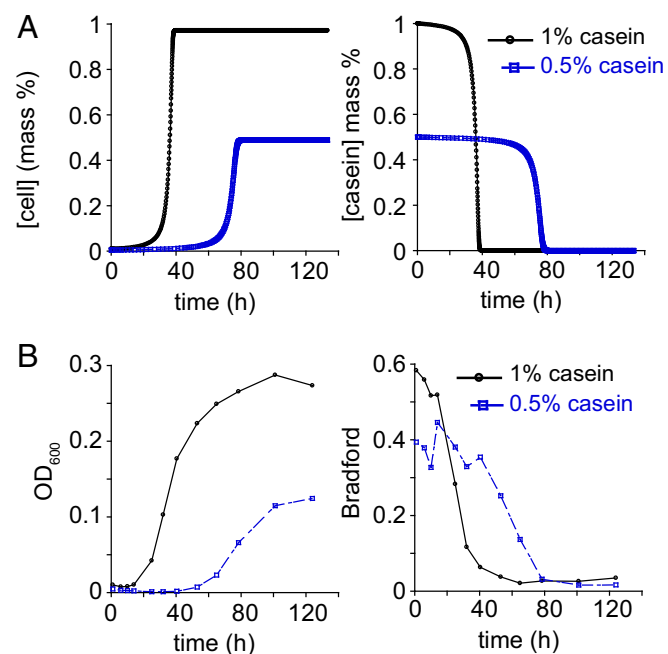 A
[cell] (mass %)
1
0.8
0.6
0.4
0.2
0
0 40 80 120
time (h)
[casein] mass %
1
0.8
0.6
0.4
0.2
0
0 40 80 120
time (h)
1% casein
0.5% casein
B
OD600
0.3
0.2
0.1
0
0 40 80 120
time (h)
Bradford
0.6
0.4
0.2
0
0 40 80 120
time (h)
1% casein
0.5% casein